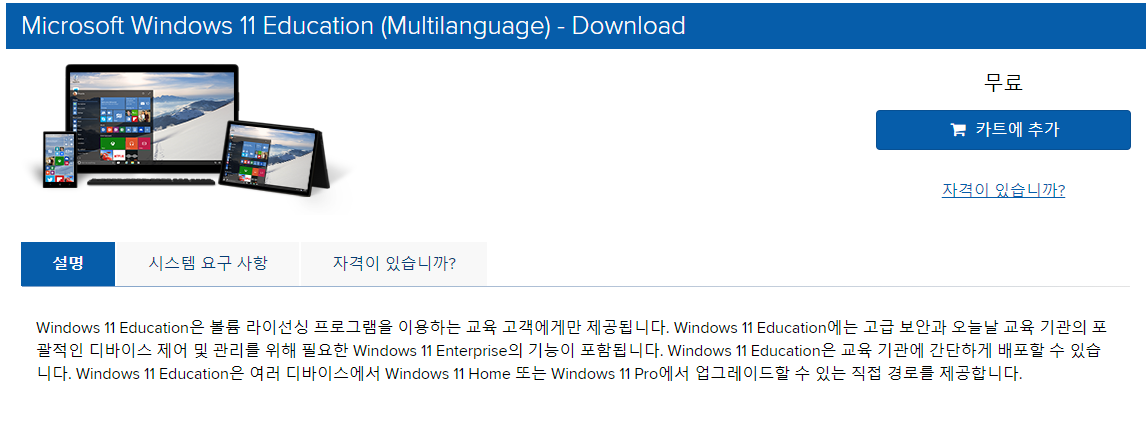 Microsoft Windows 11 Education (Multilanguage) - Download
무료
카트에 추가
자격이 있습니까?
설명
시스템 요구 사항
자격이 있습니까?
Windows 11 Education은 볼륨 라이선싱 프로그램을 이용하는 교육 고객에게만 제공됩니다. Windows 11 Education에는 고급 보안과 오늘날 교육 기관의 포
괄적인 디바이스 제어 및 관리를 위해 필요한 Windows 11 Enterprise의 기능이 포함됩니다. Windows 11 Education은 교육 기관에 간단하게 배포할 수 있습
니다. Windows 11 Education은 여러 디바이스에서 Windows 11 Home 또는 Windows 11 Pro에서 업그레이드할 수 있는 직접 경로를 제공합니다.